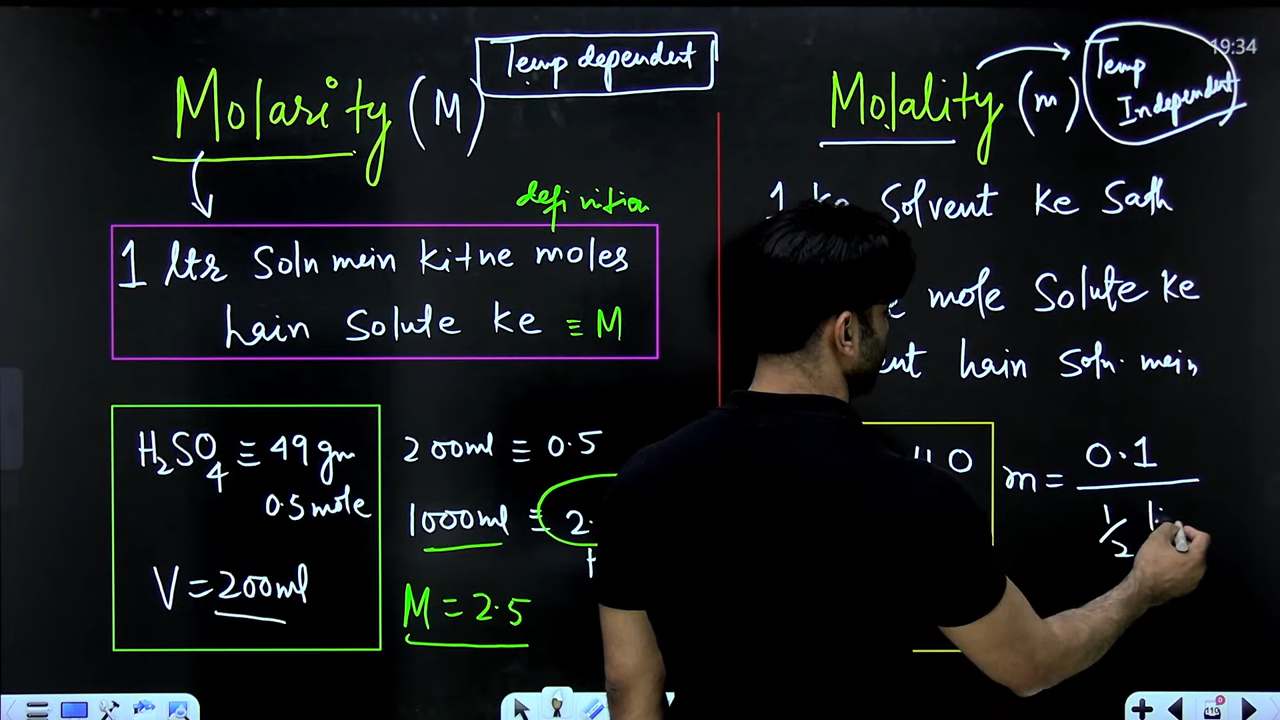 Temp dependent
Molarity (M)
definition
1 ltr Soln mein kitne moles
hain Solute ke ≡ M
H₂SO₄ ≡ 49 gm
0.5 mole
V = 200ml
200ml ≡ 0.5
1000ml ≡ 2.
M = 2.5
19:34
Molality (m)
Temp
Independent
1 Solvent ke Sath
mole Solute ke
hain Soln. mein
m = 0.1
1/2
119